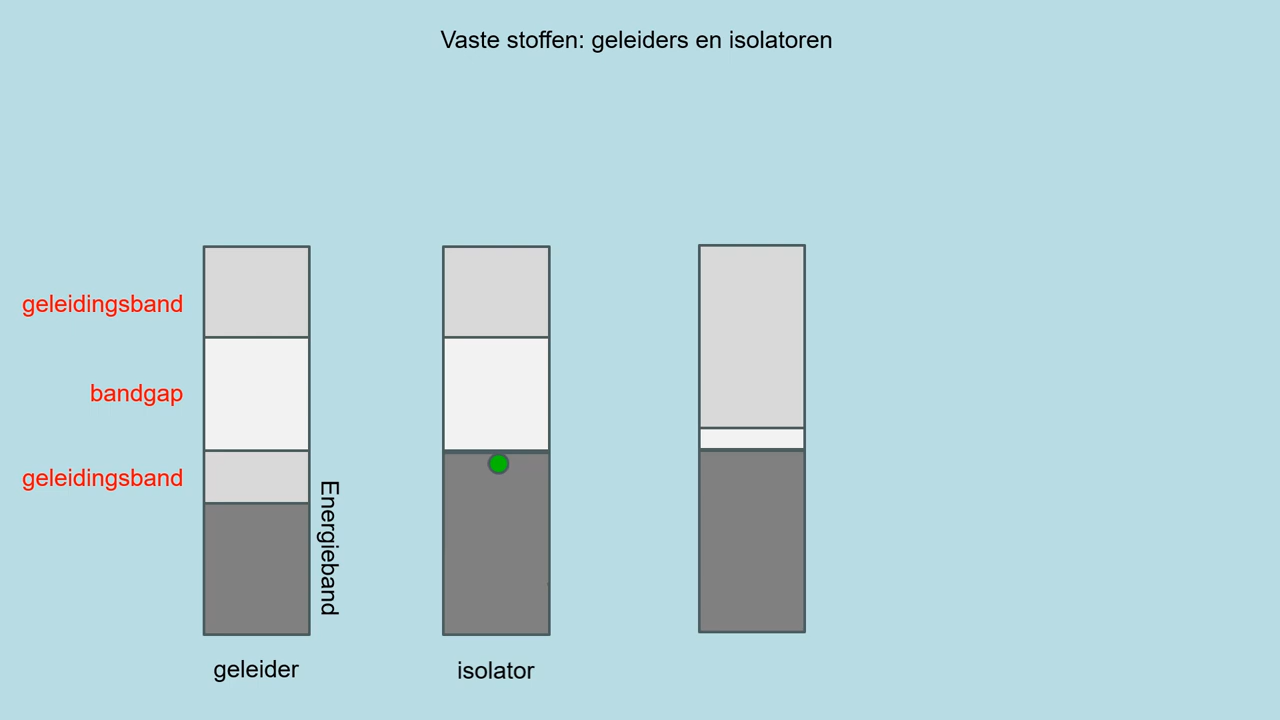 Vaste stoffen: geleiders en isolatoren
geleidingsband
bandgap
geleidingsband
Energieband
geleider
isolator